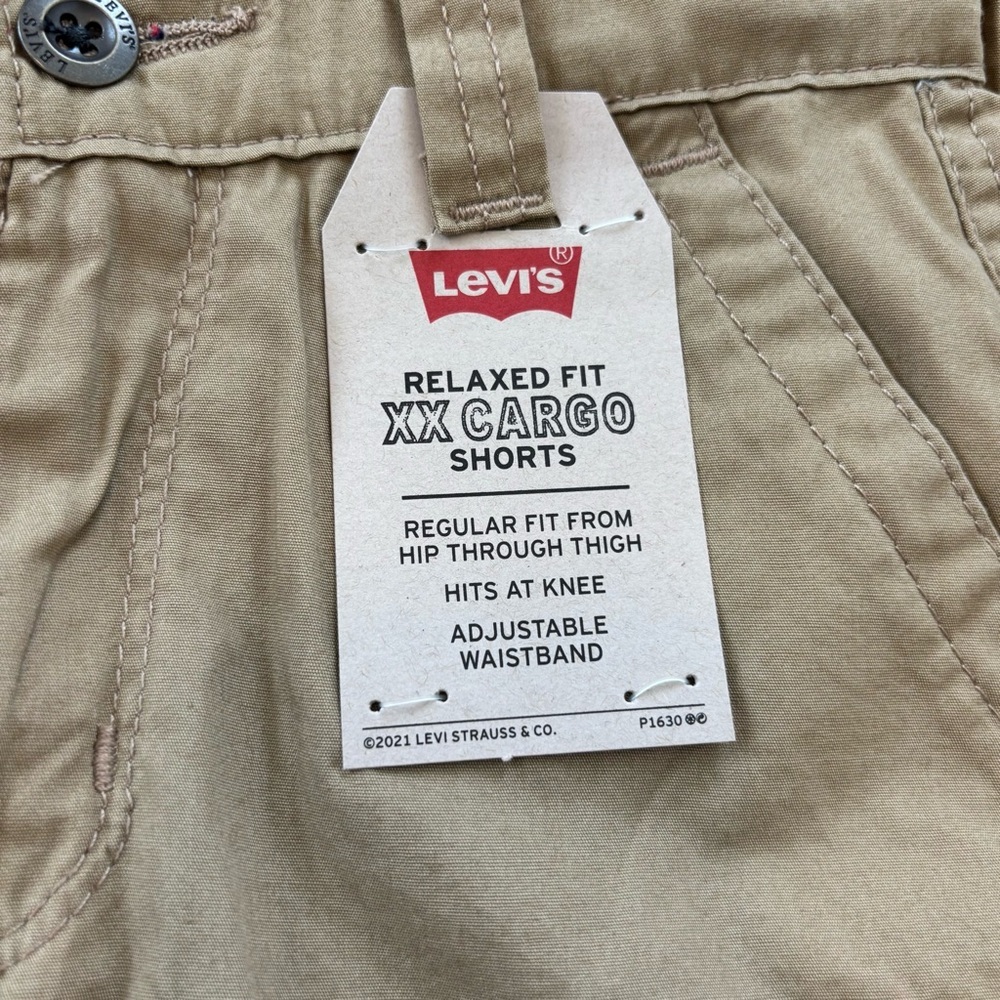 LEVI'S LEVI'S
LEVI'S®
RELAXED FIT
XX CARGO
SHORTS
REGULAR FIT FROM
HIP THROUGH THIGH
HITS AT KNEE
ADJUSTABLE
WAISTBAND
©2021 LEVI STRAUSS & CO. P1630